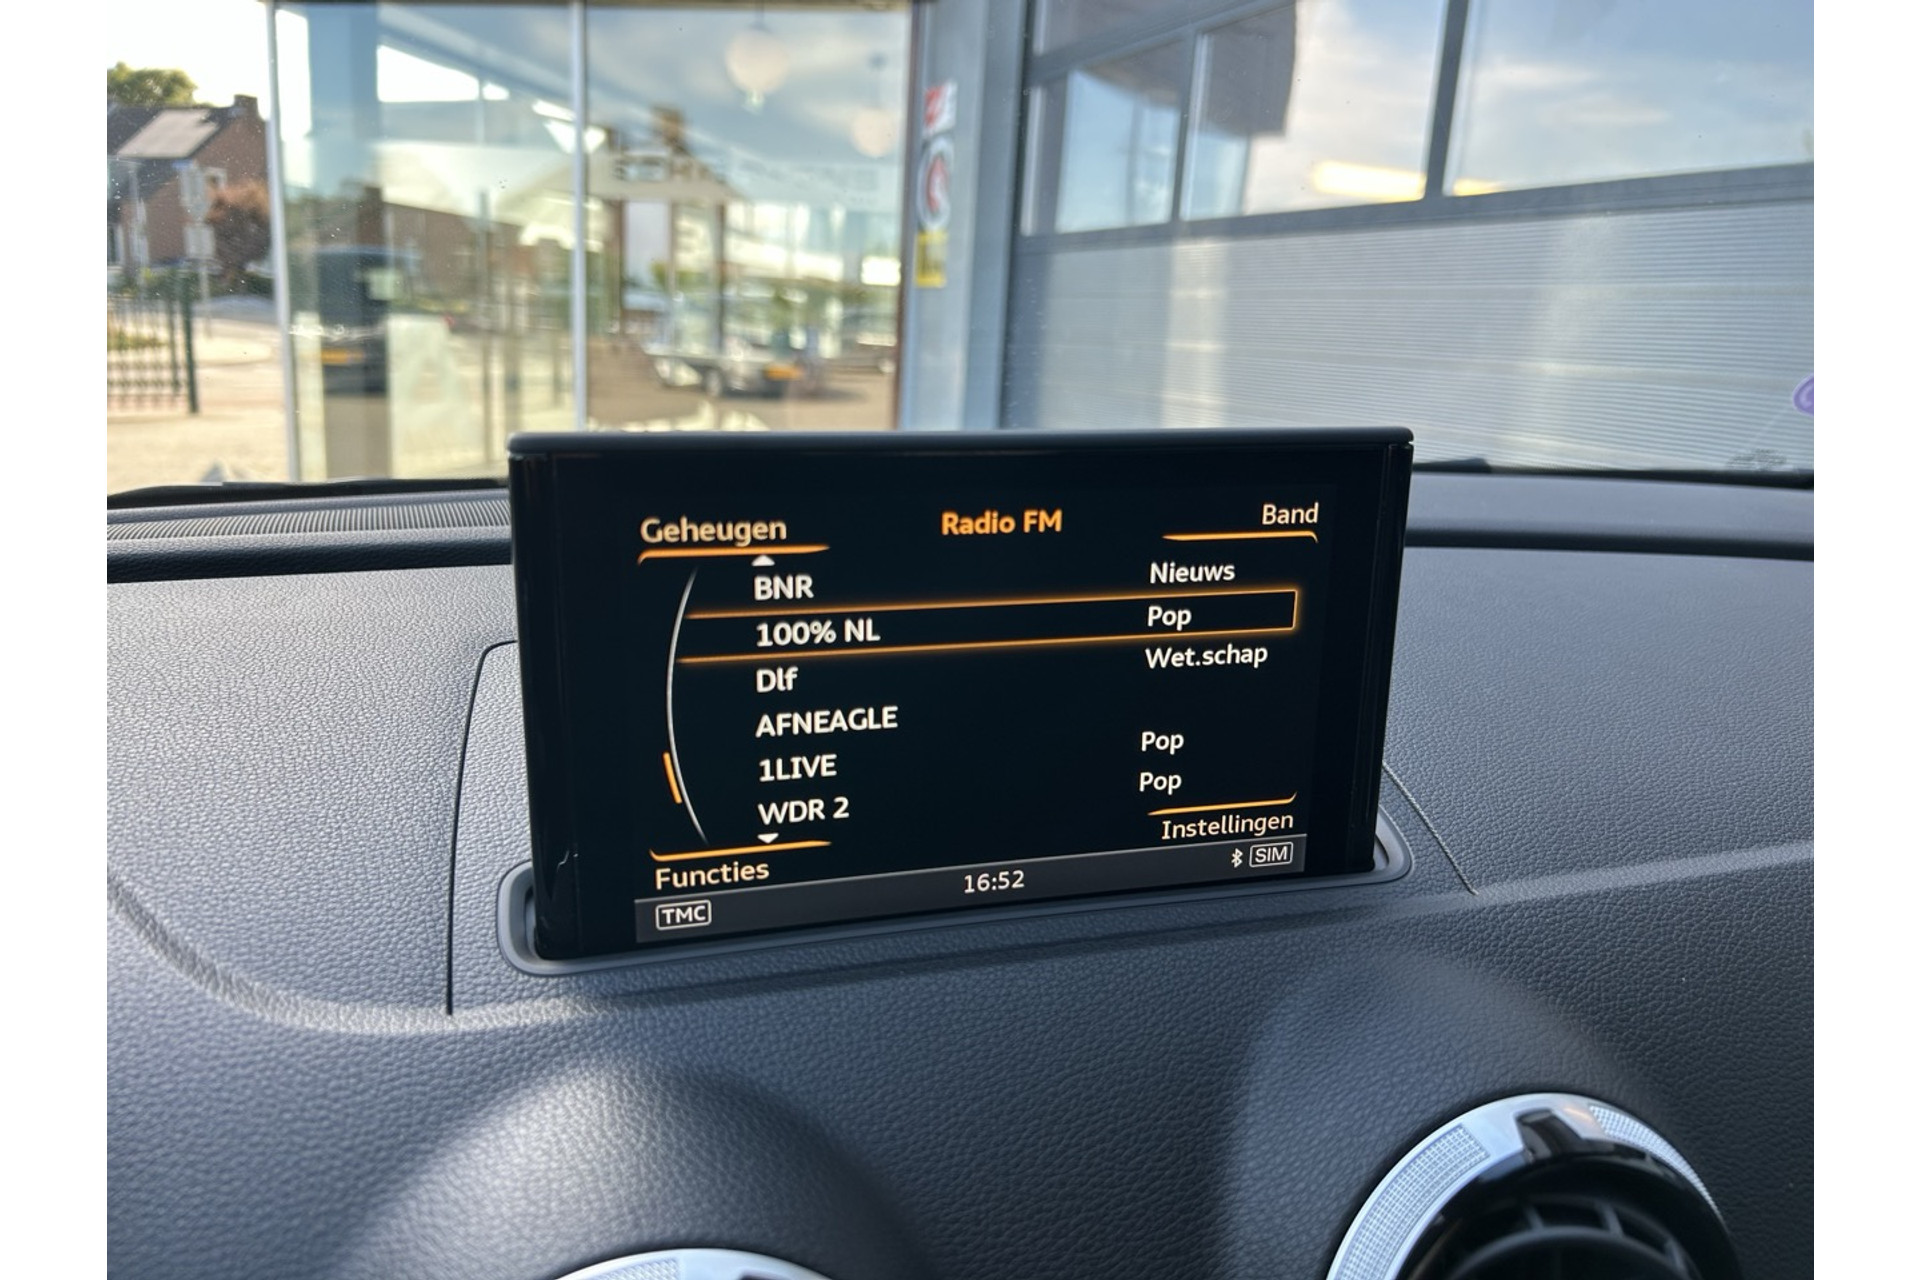 Geheugen Radio FM Band
BNR Nieuws
100% NL Pop
Dlf Wet.schap
AFNEAGLE
1LIVE Pop
WDR 2 Pop
Functies Instellingen
TMC 16:52 SIM